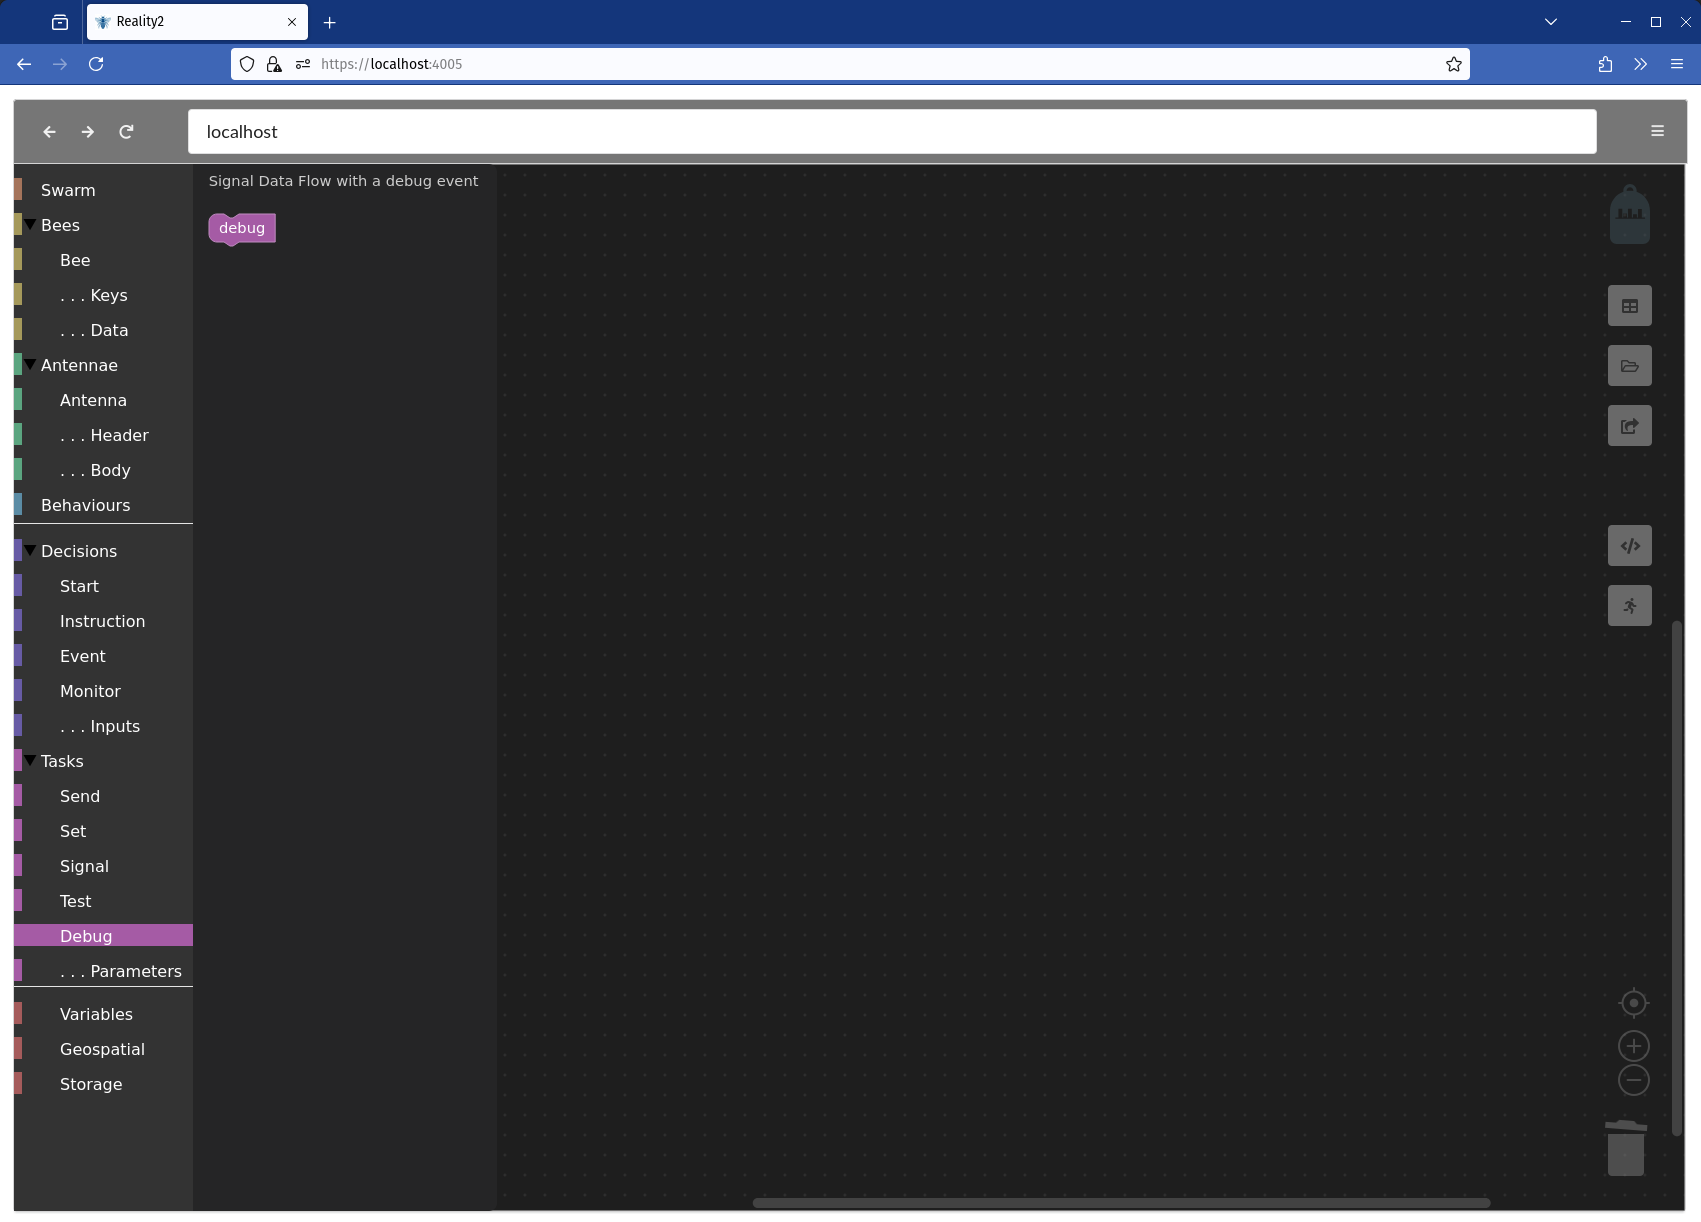 Reality2
https://localhost:4005
localhost
Swarm
Bees
Bee
. . . Keys
. . . Data
Antennae
Antenna
. . . Header
. . . Body
Behaviours
Decisions
Start
Instruction
Event
Monitor
. . . Inputs
Tasks
Send
Set
Signal
Test
Debug
. . . Parameters
Variables
Geospatial
Storage
Signal Data Flow with a debug event
debug